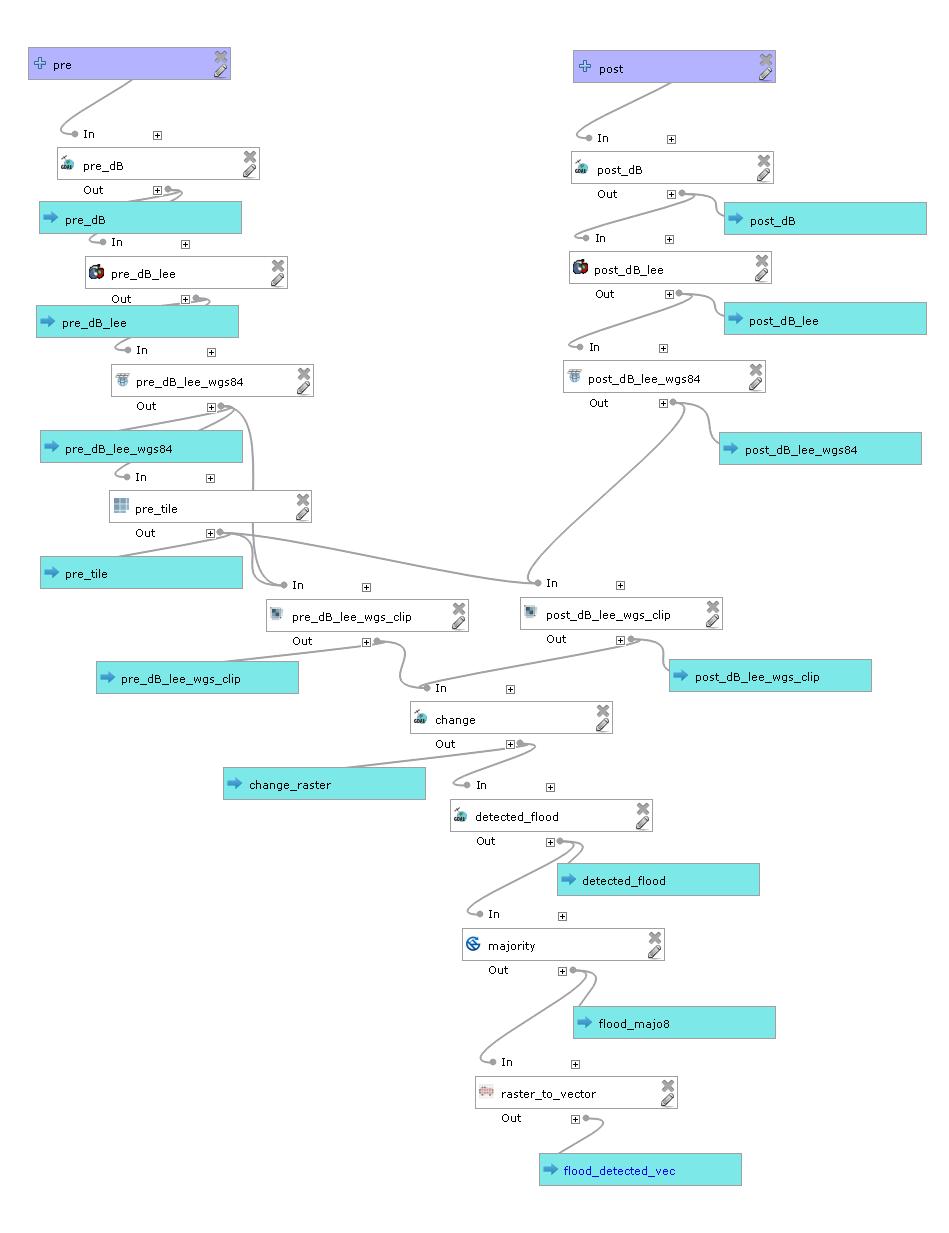 pre
post
In
In
pre_dB
post_dB
Out
Out
pre_dB
post_dB
In
In
pre_dB_lee
post_dB_lee
Out
Out
pre_dB_lee
post_dB_lee
In
In
pre_dB_lee_wgs84
post_dB_lee_wgs84
Out
Out
pre_dB_lee_wgs84
post_dB_lee_wgs84
In
pre_tile
Out
pre_tile
In
In
pre_dB_lee_wgs_clip
post_dB_lee_wgs_clip
Out
Out
pre_dB_lee_wgs_clip
post_dB_lee_wgs_clip
In
change
Out
change_raster
In
detected_flood
Out
detected_flood
In
majority
Out
flood_majo8
In
raster_to_vector
Out
flood_detected_vec